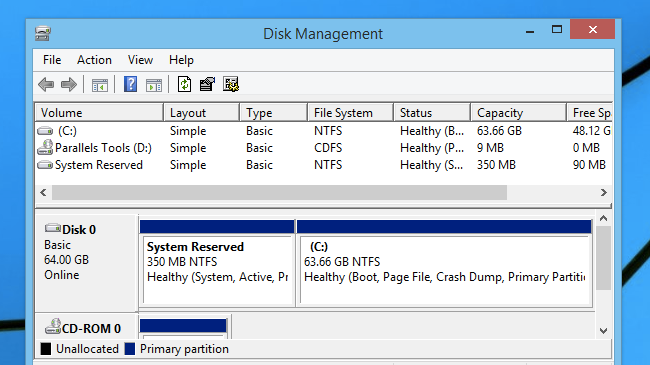 Disk Management
File Action View Help
Volume Layout Type File System Status Capacity Free Sp
(C:) Simple Basic NTFS Healthy (B... 63.66 GB 48.12 G
Parallels Tools (D:) Simple Basic CDFS Healthy (P... 9 MB 0 MB
System Reserved Simple Basic NTFS Healthy (S... 350 MB 90 MB
Disk 0
Basic
64.00 GB
Online
System Reserved
350 MB NTFS
Healthy (System, Active, Pr
(C:)
63.66 GB NTFS
Healthy (Boot, Page File, Crash Dump, Primary Partitio
CD-ROM 0
Unallocated Primary partition